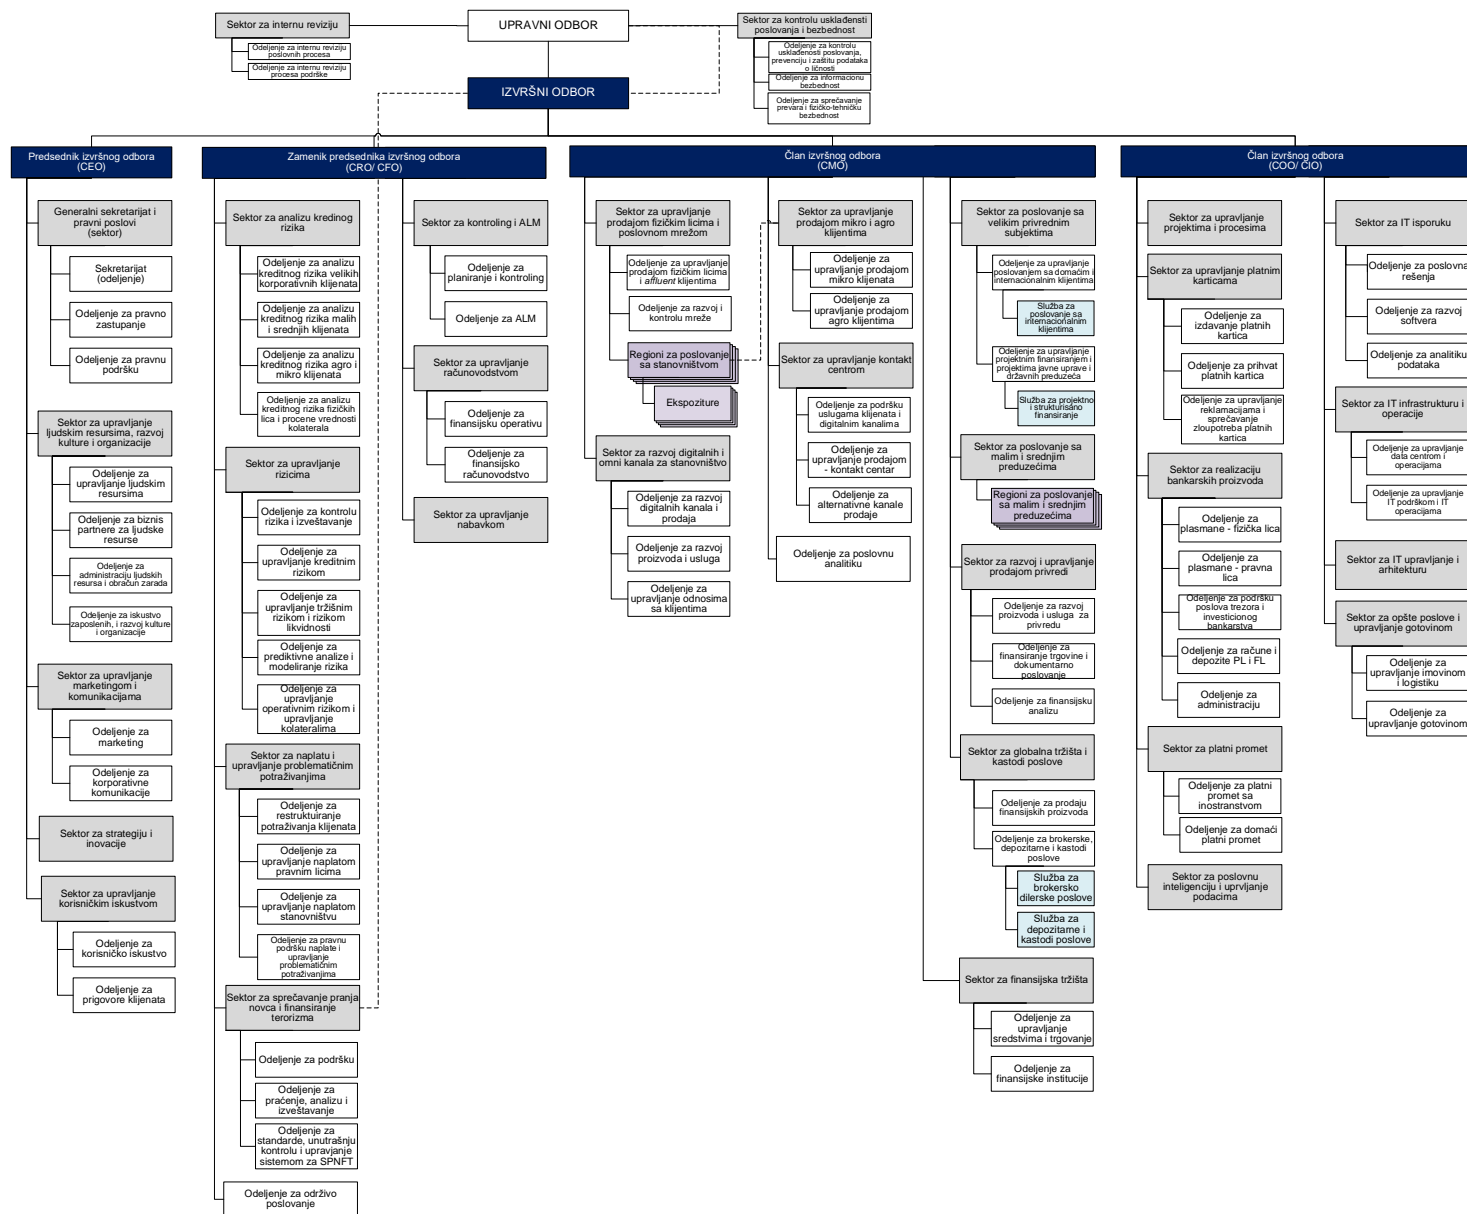 Sektor za internu reviziju
Odeljenje za internu reviziju
poslovnih procesa
Odeljenje za internu reviziju
procesa podrške
UPRAVNI ODBOR
IZVRŠNI ODBOR
Sektor za kontrolu usklađensti
poslovanja i bezbednost
Odeljenje za kontrolu
usklađenosti poslovanja,
prevenciju i zaštitu podataka
o ličnosti
Odeljenje za informacionu
bezbednost
Odeljenje za sprečavanje
prevara i fizičko-tehničku
bezbednost
Predsednik izvršnog odbora
(CEO)
Generalni sekretarijat i
pravni poslovi
(sektor)
Sekretarijat
(odeljenje)
Odeljenje za pravno
zastupanje
Odeljenje za pravnu
podršku
Sektor za upravljanje
ljudskim resursima, razvoj
kulture i organizacije
Odeljenje za
upravljanje ljudskim
resursima
Odeljenje za biznis
partnere za ljudske
resurse
Odeljenje za
administraciju ljudskih
resursa i obračun zarada
Odeljenje za iskustvo
zaposlenih, i razvoj kulture
i organizacije
Sektor za upravljanje
marketingom i
komunikacijama
Odeljenje za
marketing
Odeljenje za
korporativne
komunikacije
Sektor za strategiju i
inovacije
Sektor za upravljanje
korisničkim iskustvom
Odeljenje za
korisničko iskustvo
Odeljenje za
prigovore klijenata
Zamenik predsednika izvršnog odbora
(CRO/ CFO)
Sektor za analizu kredinog
rizika
Odeljenje za analizu
kreditnog rizika velikih
korporativnih klijenata
Odeljenje za analizu
kreditnog rizika malih
i srednjih klijenata
Odeljenje za analizu
kreditnog rizika agro i
mikro klijenata
Odeljenje za analizu
kreditnog rizika fizičkih
lica i procene vrednosti
kolaterala
Sektor za upravljanje
rizicima
Odeljenje za kontrolu
rizika i izveštavanje
Odeljenje za
upravljanje kreditnim
rizikom
Odeljenje za
upravljanje tržišnim
rizikom i rizikom
likvidnosti
Odeljenje za
prediktivne analize i
modeliranje rizika
Odeljenje za
upravljanje
operativnim rizikom i
upravljanje
kolateralima
Sektor za naplatu i
upravljanje problematičnim
potraživanjima
Odeljenje za
restruktuiranje
potraživanja klijenata
Odeljenje za
upravljanje naplatom
pravnim licima
Odeljenje za
upravljanje naplatom
stanovništvu
Odeljenje za pravnu
podršku naplate i
upravljanje
problematičnim
potraživanjima
Sektor za sprečavanje pranja
novca i finansiranje
terorizma
Odeljenje za podršku
Odeljenje za
praćenje, analizu i
izveštavanje
Odeljenje za
standarde, unutrašnju
kontrolu i upravjanje
sistemom za SPNFT
Odeljenje za održivo
poslovanje
Sektor za kontroling i ALM
Odeljenje za
planiranje i kontroling
Odeljenje za ALM
Sektor za upravljanje
računovodstvom
Odeljenje za
finansijsku operativu
Odeljenje za
finansijsko
računovodstvo
Sektor za upravljanje
nabavkom
Član izvršnog odbora
(CMO)
Sektor za upravljanje
prodajom fizičkim licima i
poslovnom mrežom
Odeljenje za upravljanje
prodajom fizičkim licima
i affluent klijentima
Odeljenje za razvoj i
kontrolu mreže
Regioni za poslovanje
sa stanovništvom
Ekspoziture
Sektor za razvoj digitalnih i
omni kanala za stanovništvo
Odeljenje za razvoj
digitalnih kanala i
prodaja
Odeljenje za razvoj
proizvoda i usluga
Odeljenje za
upravljanje odnosima
sa klijentima
Sektor za upravljanje
prodajom mikro i agro
klijentima
Odeljenje za
upravljanje prodajom
mikro klijenata
Odeljenje za
upravljanje prodajom
agro klijentima
Sektor za upravljanje kontakt
centrom
Odeljenje za podršku
uslugama klijenata i
digitalnim kanalima
Odeljenje za
upravljanje prodajom
- kontakt centar
Odeljenje za
alternativne kanale
prodaje
Odeljenje za poslovnu
analitiku
Sektor za poslovanje sa
velikim privrednim
subjektima
Odeljenje za upravljanje
poslovanjem sa domaćim i
internacionalnim klijentima
Služba za
poslovanje sa
internacionalnim
klijentima
Odeljenje za upravljanje
projektnim finansiranjem i
projektima javne uprave i
državnih preduzeća
Služba za projektno
i strukturisano
finansiranje
Sektor za poslovanje sa
malim i srednjim
preduzećima
Regioni za poslovanje
sa malim i srednjim
preduzećima
Sektor za razvoj i upravljanje
prodajom privredi
Odeljenje za razvoj
proizvoda i usluga za
privredu
Odeljenje za
finansiranje trgovine i
dokumentarno
poslovanje
Odeljenje za finansijsku
analizu
Sektor za globalna tržišta i
kastodi poslove
Odeljenje za prodaju
finansijskih proizvoda
Odeljenje za brokerske,
depozitarne i kastodi
poslove
Služba za
brokersko
dilerske poslove
Služba za
depozitarne i
kastodi poslove
Sektor za finansijska tržišta
Odeljenje za
upravljanje
sredstvima i trgovanje
Odeljenje za
finansijske institucije
Član izvršnog odbora
(COO/ CIO)
Sektor za upravljanje
projektima i procesima
Sektor za upravljanje platnim
karticama
Odeljenje za
izdavanje platnih
kartica
Odeljenje za prihvat
platnih kartica
Odeljenje za upravljanje
reklamacijama i
sprečavanje
zloupotreba platnih
kartica
Sektor za realizaciju
bankarskih proizvoda
Odeljenje za
plasmane - fizička lica
Odeljenje za
plasmane - pravna
lica
Odeljenje za podršku
poslova trezora i
investicionog
bankarstva
Odeljenje za račune i
depozite PL i FL
Odeljenje za
administraciju
Sektor za platni promet
Odeljenje za platni
promet sa
inostranstvom
Odeljenje za domaći
platni promet
Sektor za poslovnu
inteligenciju i uprvljanje
podacima
Sektor za IT isporuku
Odeljenje za poslovna
rešenja
Odeljenje za razvoj
softvera
Odeljenje za analitiku
podataka
Sektor za IT infrastrukturu i
operacije
Odeljenje za upravljanje
data centrom i
operacijama
Odeljenje za upravljanje
IT podrškom i IT
operacijama
Sektor za IT upravljanje i
arhitekturu
Sektor za opšte poslove i
upravljanje gotovinom
Odeljenje za
upravljanje imovinom
i logistiku
Odeljenje za
upravljanje gotovinom